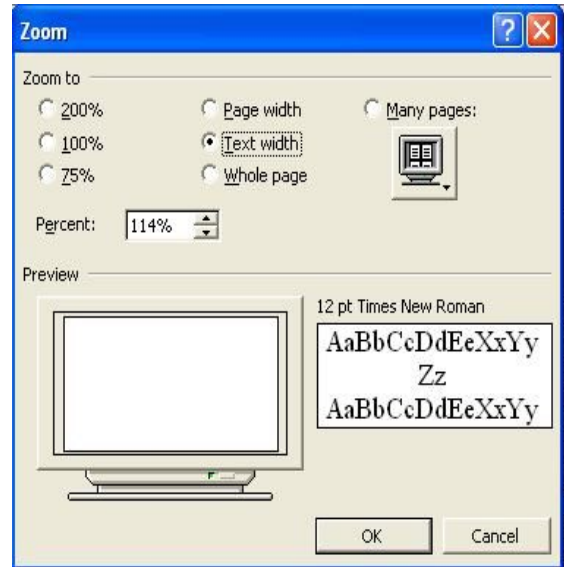 Zoom
Zoom to
200%
Page width
Many pages:
100%
Text width
75%
Whole page
Percent: 114%
Preview
12 pt Times New Roman
AaBbCcDdEeXxYy
Zz
AaBbCcDdEeXxYy
OK
Cancel